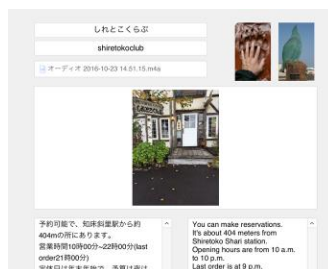 しれとこくらぶ
shiretokoclub
オーディオ 2016-10-23 14.51.15.m4a
予約可能で、知床斜里駅から約
404mの所にあります。
営業時間10時00分~22時00分(last
order21時00分)
You can make reservations.
It's about 404 meters from
Shiretoko Shari station.
Opening hours are from 10 a.m.
to 10 p.m.
Last order is at 9 p.m.